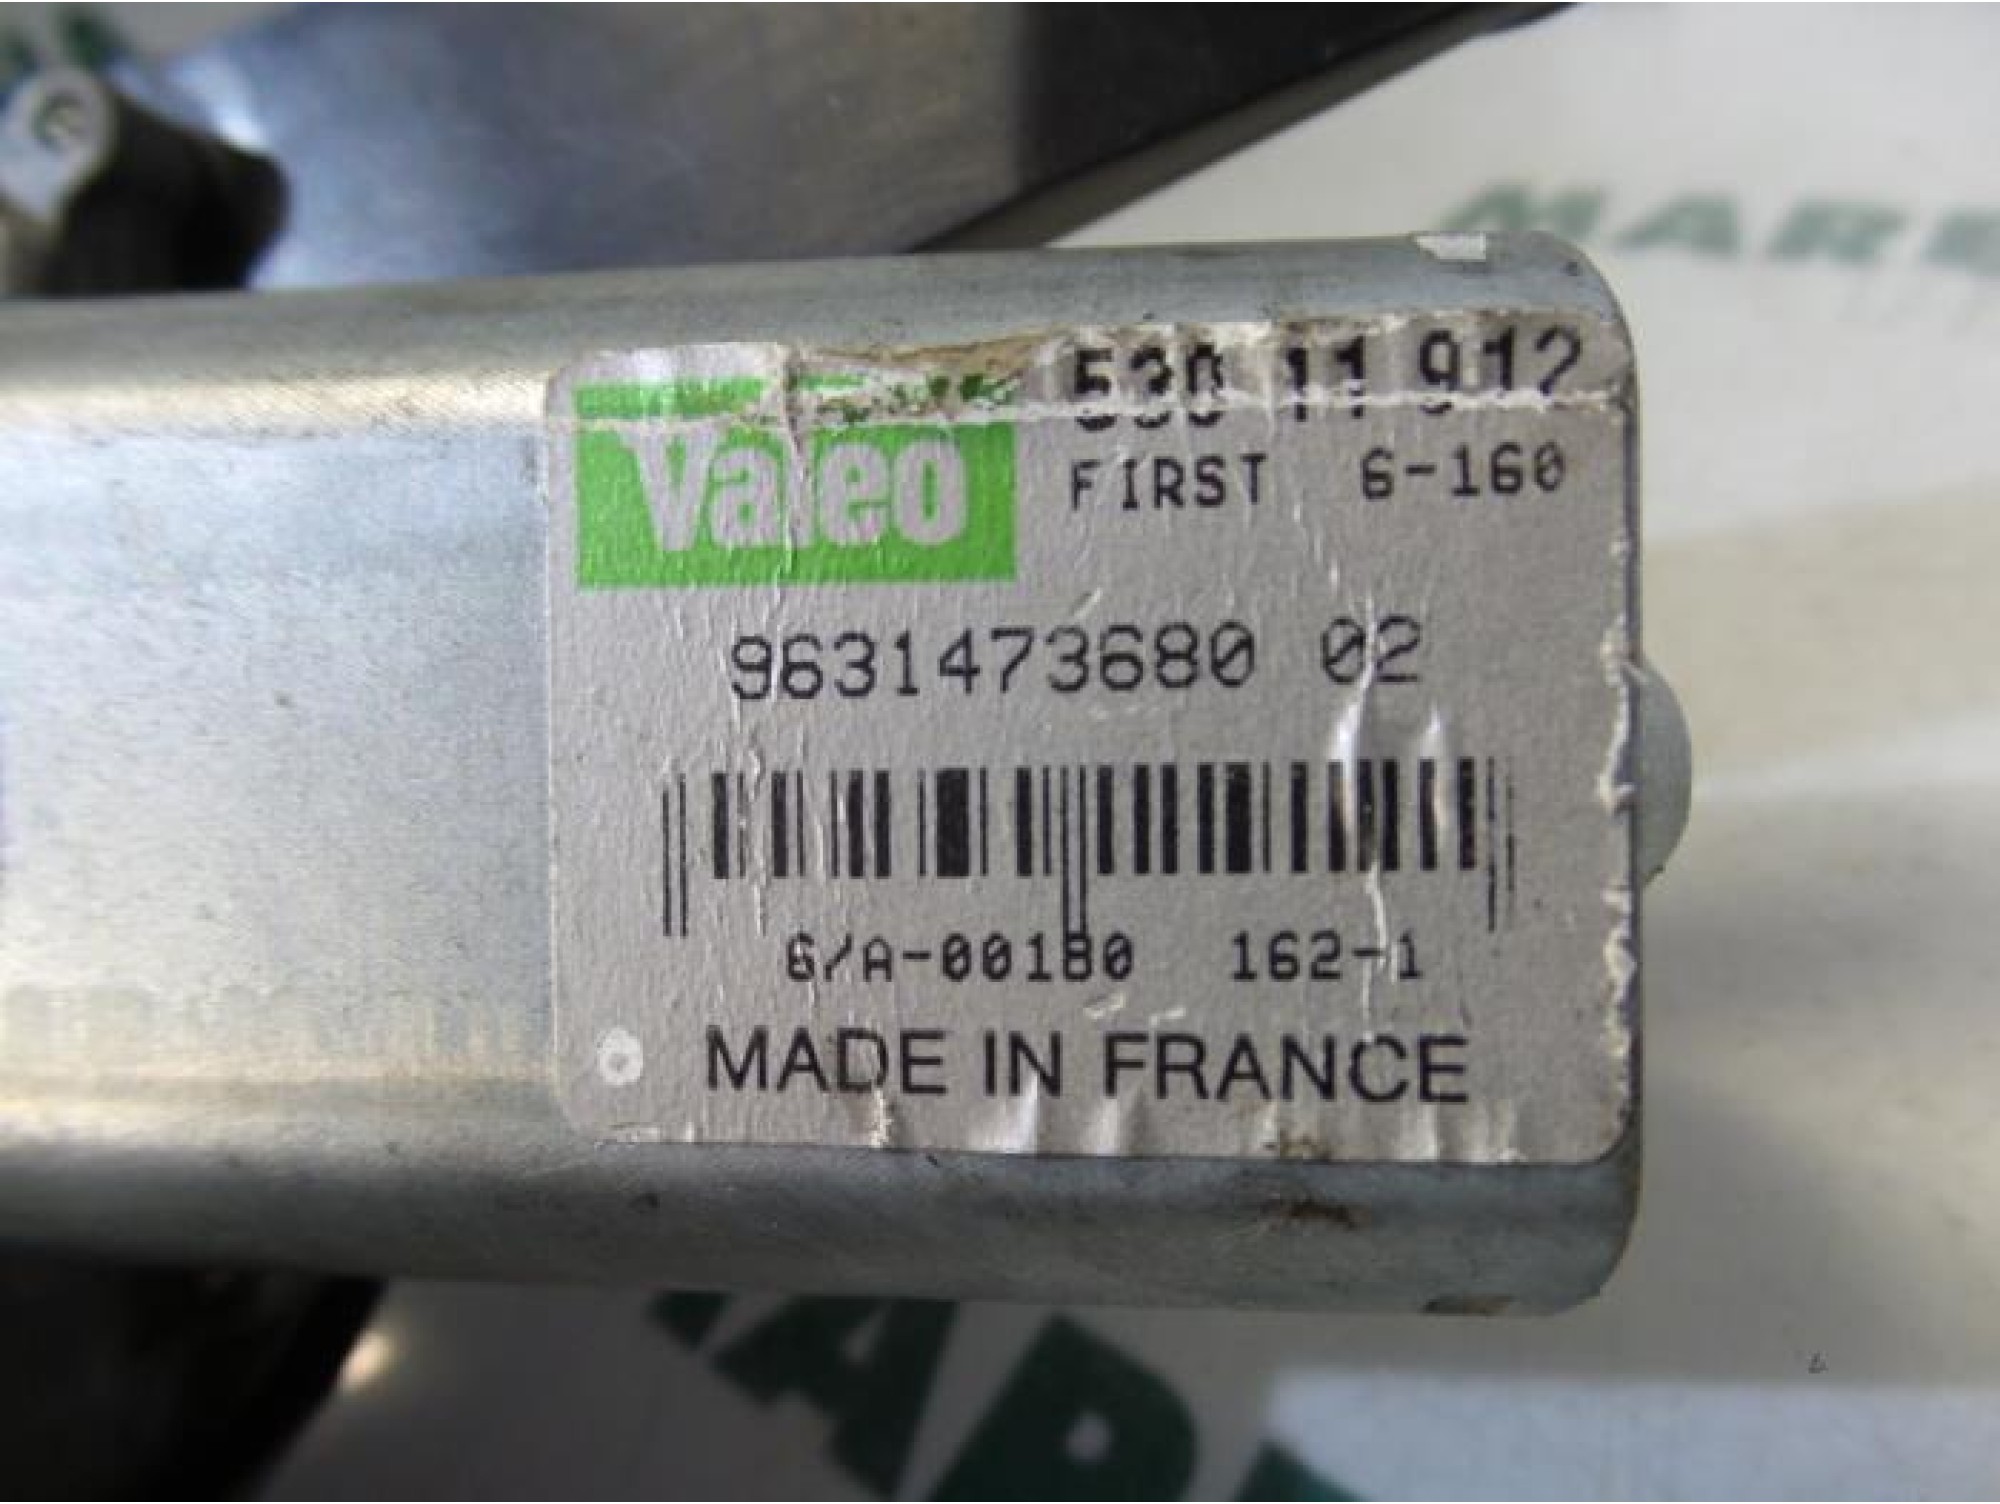 Valeo
530 11 912
FIRST 6-160
9631473680 02
6/A-00180 162-1
MADE IN FRANCE